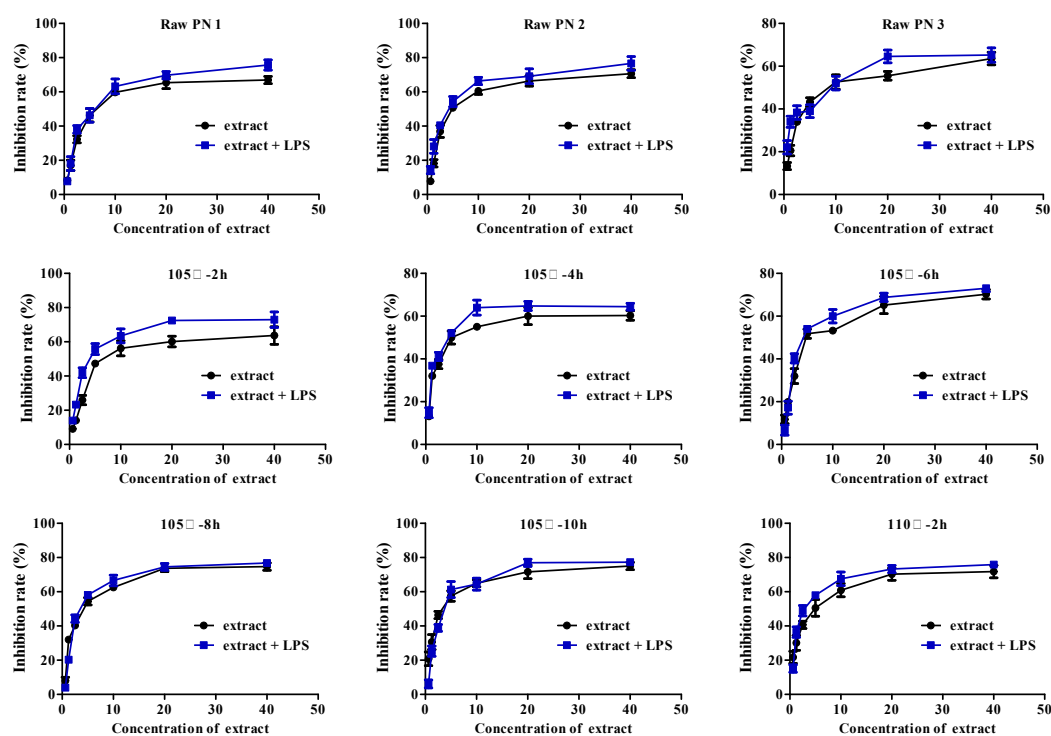 Raw PN 1
Inhibition rate (%)
100
80
60
40
20
0
extract
extract + LPS
0 10 20 30 40 50
Concentration of extract
Raw PN 2
Inhibition rate (%)
100
80
60
40
20
0
extract
extract + LPS
0 10 20 30 40 50
Concentration of extract
Raw PN 3
Inhibition rate (%)
80
60
40
20
0
extract
extract + LPS
0 10 20 30 40 50
Concentration of extract
105□ -2h
Inhibition rate (%)
100
80
60
40
20
0
extract
extract + LPS
0 10 20 30 40 50
Concentration of extract
105□ -4h
Inhibition rate (%)
80
60
40
20
0
extract
extract + LPS
0 10 20 30 40 50
Concentration of extract
105□ -6h
Inhibition rate (%)
80
60
40
20
0
extract
extract + LPS
0 10 20 30 40 50
Concentration of extract
105□ -8h
Inhibition rate (%)
100
80
60
40
20
0
extract
extract + LPS
0 10 20 30 40 50
Concentration of extract
105□ -10h
Inhibition rate (%)
100
80
60
40
20
0
extract
extract + LPS
0 10 20 30 40 50
Concentration of extract
110□ -2h
Inhibition rate (%)
100
80
60
40
20
0
extract
extract + LPS
0 10 20 30 40 50
Concentration of extract